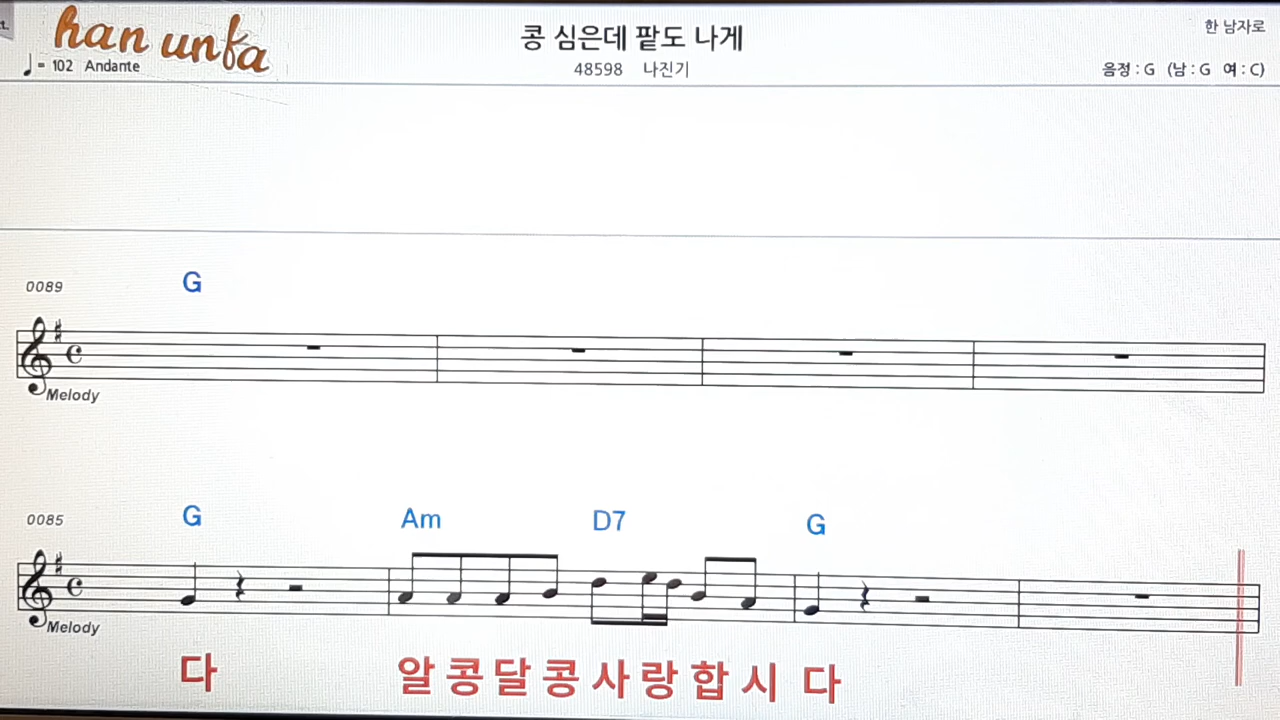 t.
han unfa
♩ = 102 Andante
콩 심은데 팥도 나게
48598 나진기
한 남자로
음정 : G (남 : G 여 : C)
0089 G
Melody
0085 G Am D7 G
Melody
다 알 콩 달 콩 사 랑 합 시 다